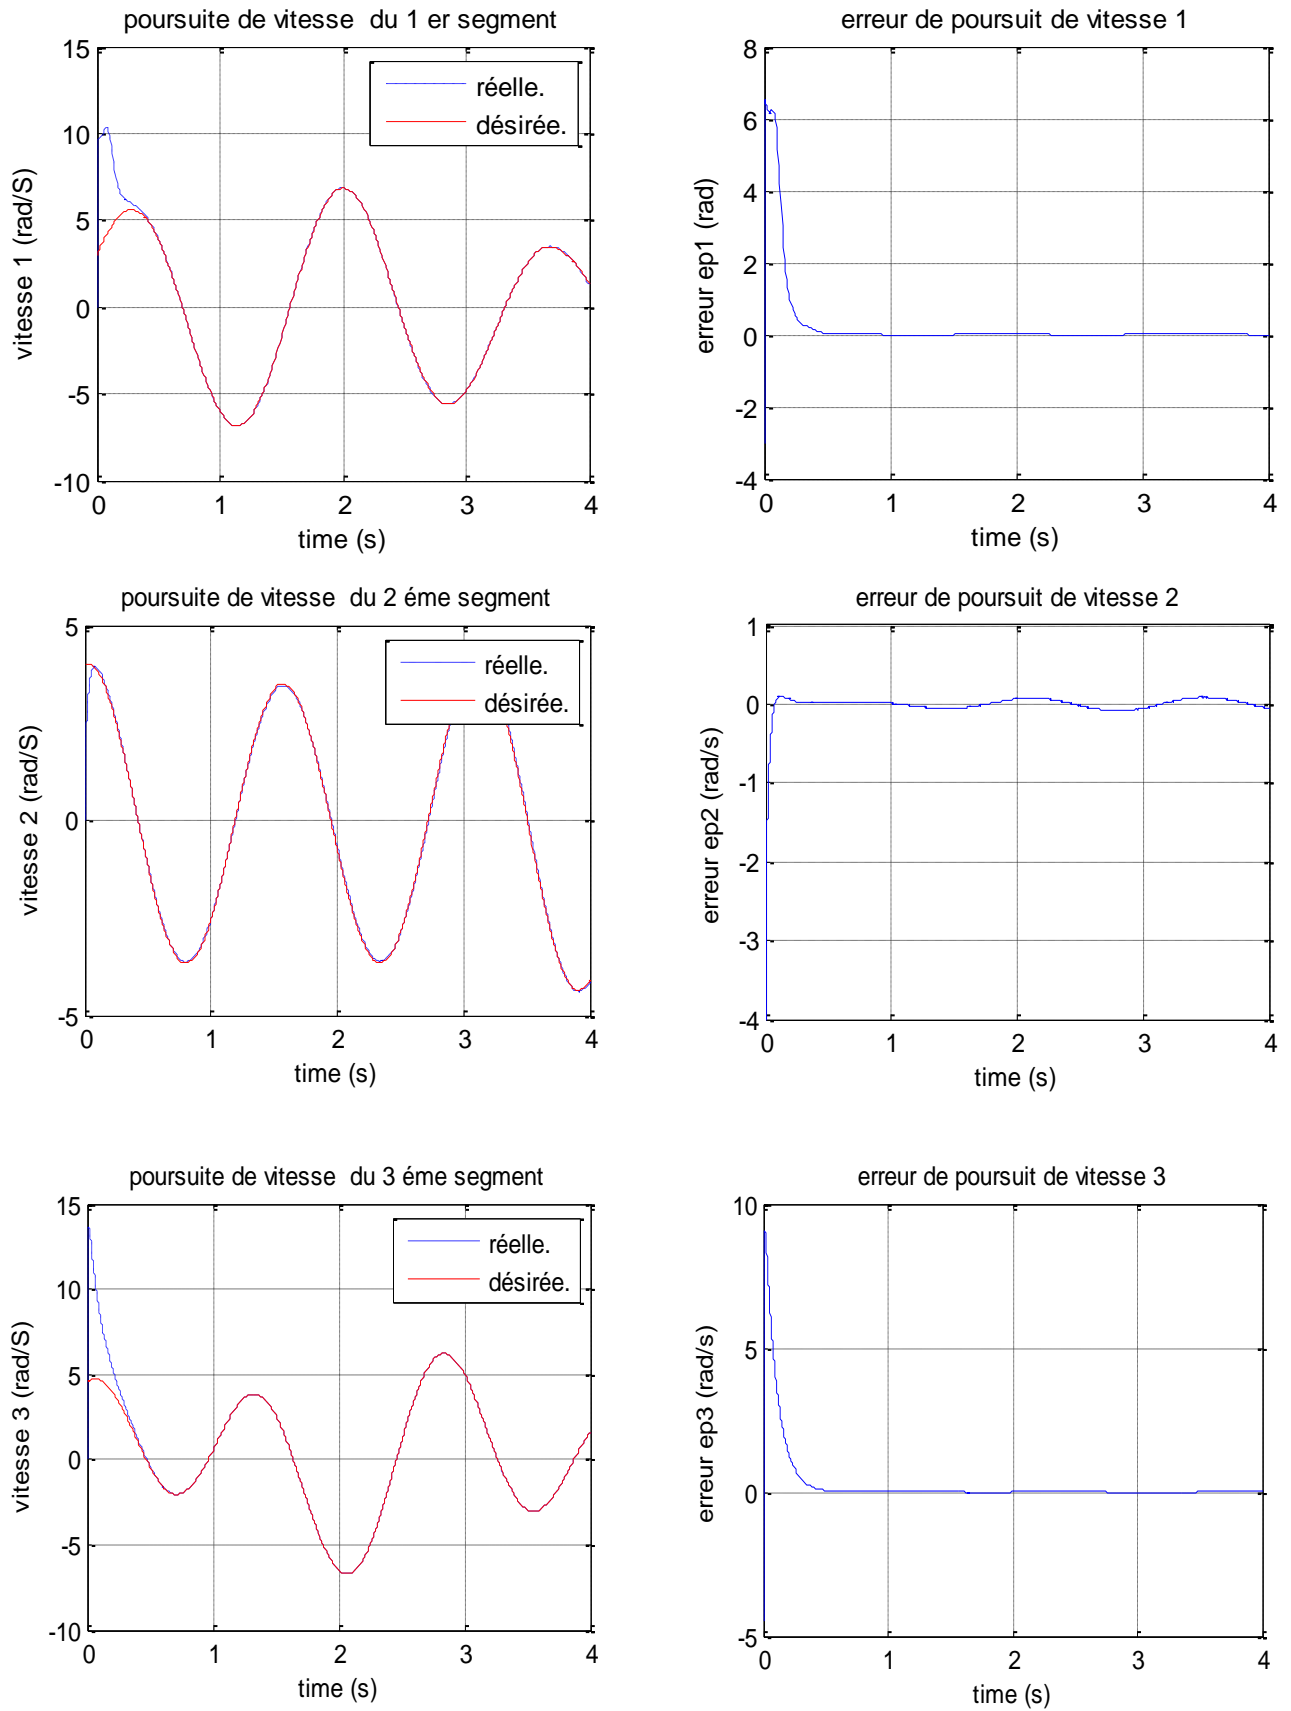 poursuite de vitesse  du 1 er segment
15
10
5
0
-5
-10
vitesse 1 (rad/S)
réelle.
désirée.
0 1 2 3 4
time (s)
erreur de poursuit de vitesse 1
8
6
4
2
0
-2
-4
erreur ep1 (rad)
0 1 2 3 4
time (s)
poursuite de vitesse  du 2 éme segment
5
0
-5
vitesse 2 (rad/S)
réelle.
désirée.
0 1 2 3 4
time (s)
erreur de poursuit de vitesse 2
1
0
-1
-2
-3
-4
erreur ep2 (rad/s)
0 1 2 3 4
time (s)
poursuite de vitesse  du 3 éme segment
15
10
5
0
-5
-10
vitesse 3 (rad/S)
réelle.
désirée.
0 1 2 3 4
time (s)
erreur de poursuit de vitesse 3
10
5
0
-5
erreur ep3 (rad/s)
0 1 2 3 4
time (s)